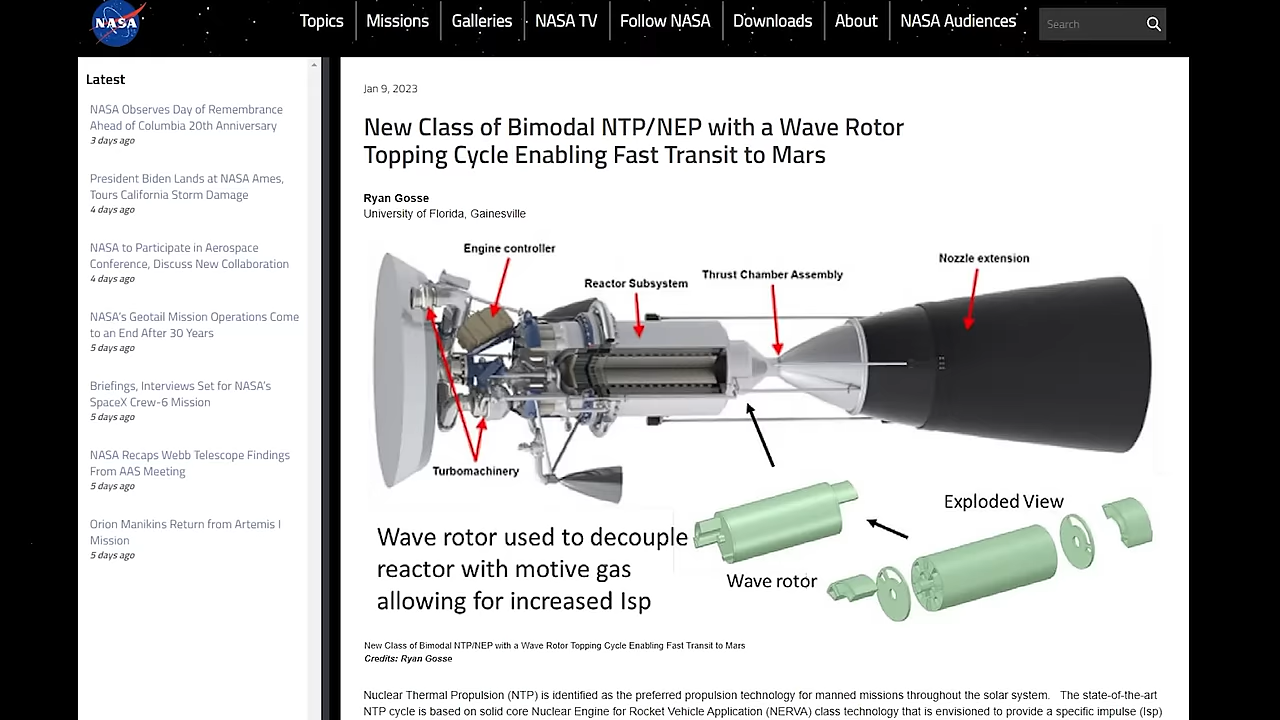 NASA
Topics
Missions
Galleries
NASA TV
Follow NASA
Downloads
About
NASA Audiences
Search
Latest
NASA Observes Day of Remembrance
Ahead of Columbia 20th Anniversary
3 days ago
President Biden Lands at NASA Ames,
Tours California Storm Damage
4 days ago
NASA to Participate in Aerospace
Conference, Discuss New Collaboration
4 days ago
NASA's Geotail Mission Operations Come
to an End After 30 Years
5 days ago
Briefings, Interviews Set for NASA's
SpaceX Crew-6 Mission
5 days ago
NASA Recaps Webb Telescope Findings
From AAS Meeting
5 days ago
Orion Manikins Return from Artemis I
Mission
5 days ago
Jan 9, 2023
New Class of Bimodal NTP/NEP with a Wave Rotor
Topping Cycle Enabling Fast Transit to Mars
Ryan Gosse
University of Florida, Gainesville
Engine controller
Reactor Subsystem
Thrust Chamber Assembly
Nozzle extension
Turbomachinery
Wave rotor used to decouple
reactor with motive gas
allowing for increased Isp
Exploded View
Wave rotor
New Class of Bimodal NTP/NEP with a Wave Rotor Topping Cycle Enabling Fast Transit to Mars
Credits: Ryan Gosse
Nuclear Thermal Propulsion (NTP) is identified as the preferred propulsion technology for manned missions throughout the solar system. The state-of-the-art
NTP cycle is based on solid core Nuclear Engine for Rocket Vehicle Application (NERVA) class technology that is envisioned to provide a specific impulse (Isp)